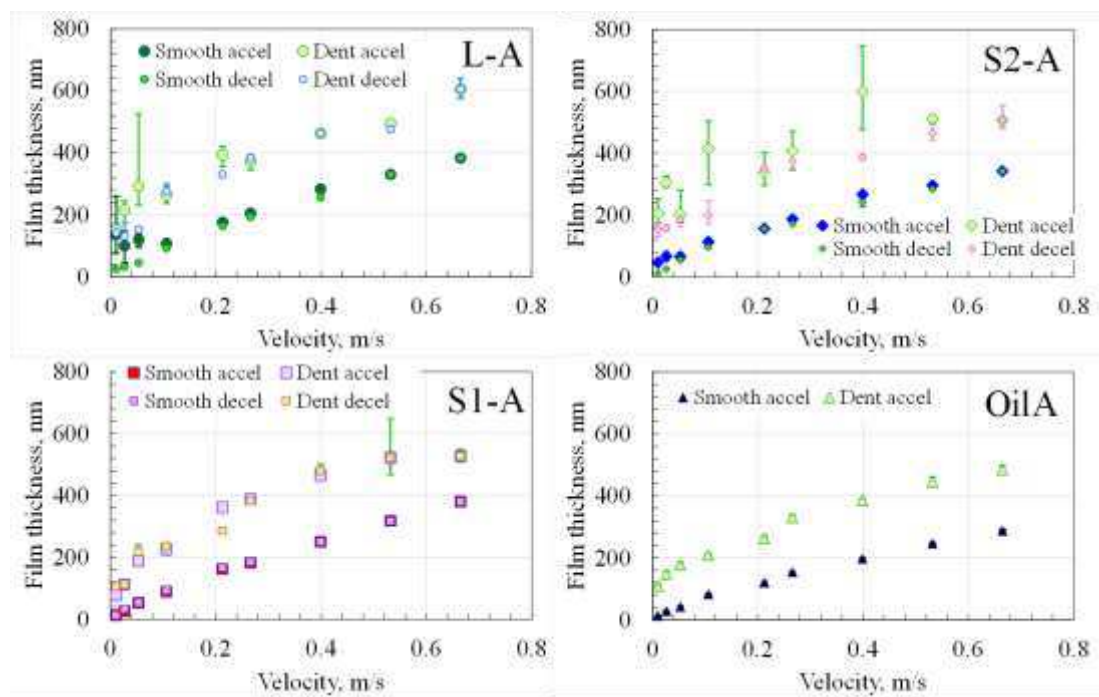 800
600
400
200
0
Film thickness, nm
Smooth accel
Dent accel
Smooth decel
Dent decel
L-A
0 0.2 0.4 0.6 0.8
Velocity, m/s
800
600
400
200
0
Film thickness, nm
S2-A
Smooth accel
Dent accel
Smooth decel
Dent decel
0 0.2 0.4 0.6 0.8
Velocity, m/s
800
600
400
200
0
Film thickness, nm
Smooth accel
Dent accel
Smooth decel
Dent decel
S1-A
0 0.2 0.4 0.6 0.8
Velocity, m/s
800
600
400
200
0
Film thickness, nm
Smooth accel
Dent accel
OilA
0 0.2 0.4 0.6 0.8
Velocity, m/s